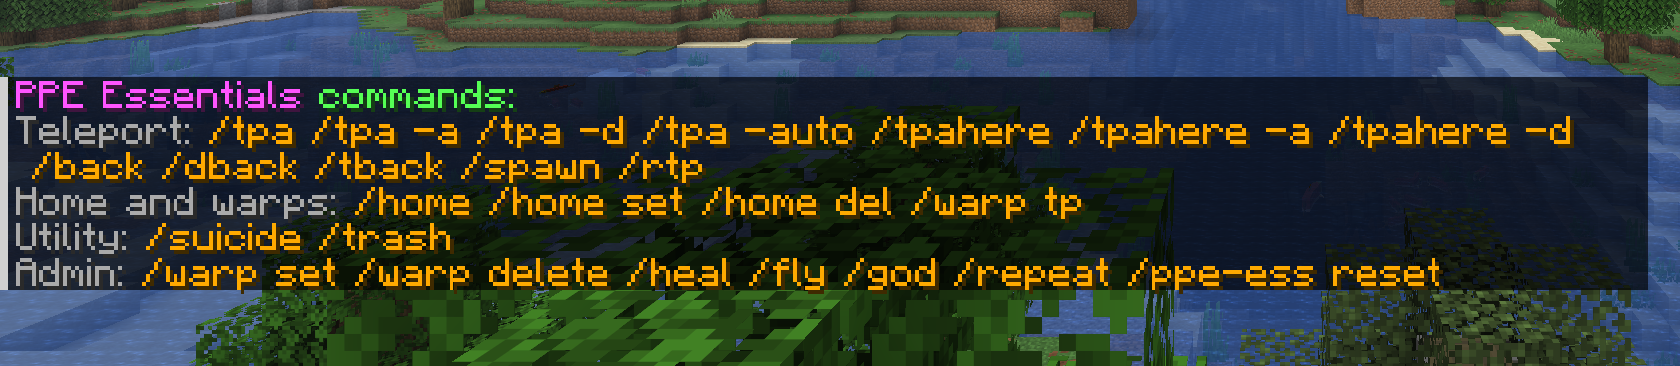 PPE Essentials commands:
Teleport: /tpa /tpa -a /tpa -d /tpa -auto /tpahere /tpahere -a /tpahere -d
/back /dback /tback /spawn /rtp
Home and warps: /home /home set /home del /warp tp
Utility: /suicide /trash
Admin: /warp set /warp delete /heal /fly /god /repeat /ppe-ess reset